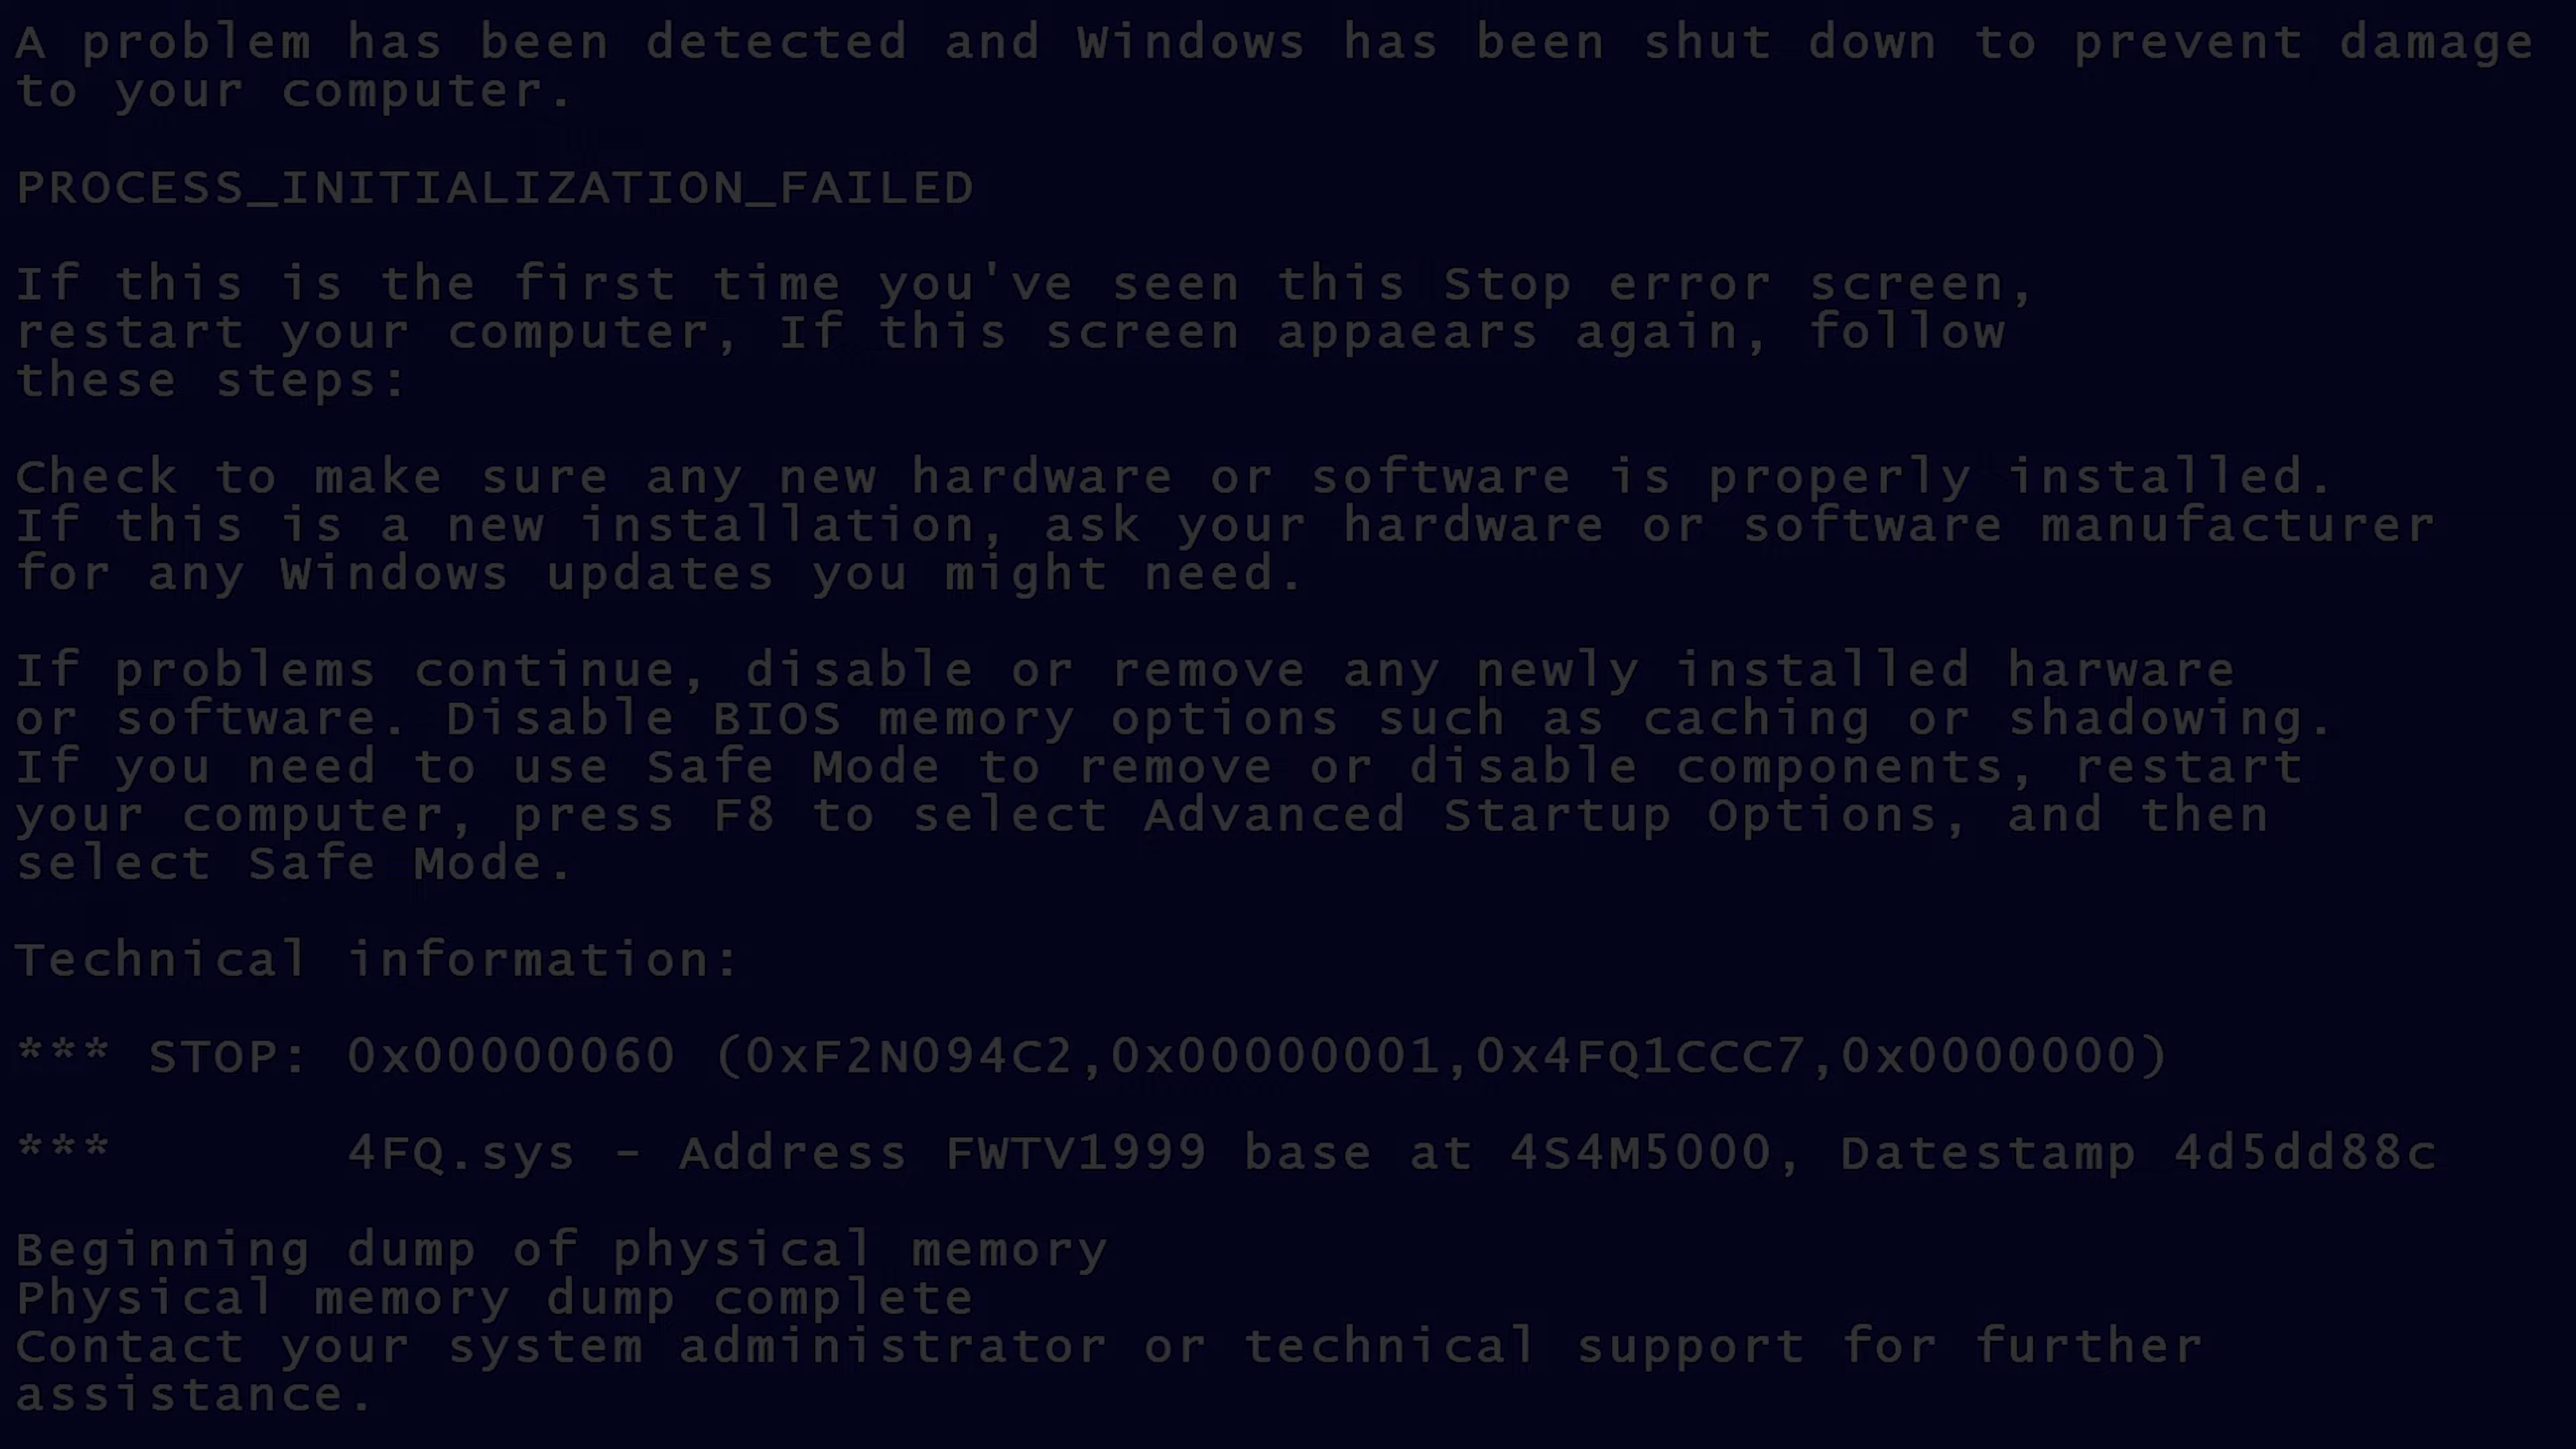 A problem has been detected and Windows has been shut down to prevent damage
to your computer.
PROCESS_INITIALIZATION_FAILED
If this is the first time you've seen this Stop error screen,
restart your computer, If this screen appaears again, follow
these steps:
Check to make sure any new hardware or software is properly installed.
If this is a new installation, ask your hardware or software manufacturer
for any Windows updates you might need.
If problems continue, disable or remove any newly installed harware
or software. Disable BIOS memory options such as caching or shadowing.
If you need to use Safe Mode to remove or disable components, restart
your computer, press F8 to select Advanced Startup Options, and then
select Safe Mode.
Technical information:
*** STOP: 0x00000060 (0xF2N094C2,0x00000001,0x4FQ1CCC7,0x0000000)
*** 4FQ.sys - Address FWTV1999 base at 4S4M5000, Datestamp 4d5dd88c
Beginning dump of physical memory
Physical memory dump complete
Contact your system administrator or technical support for further
assistance.